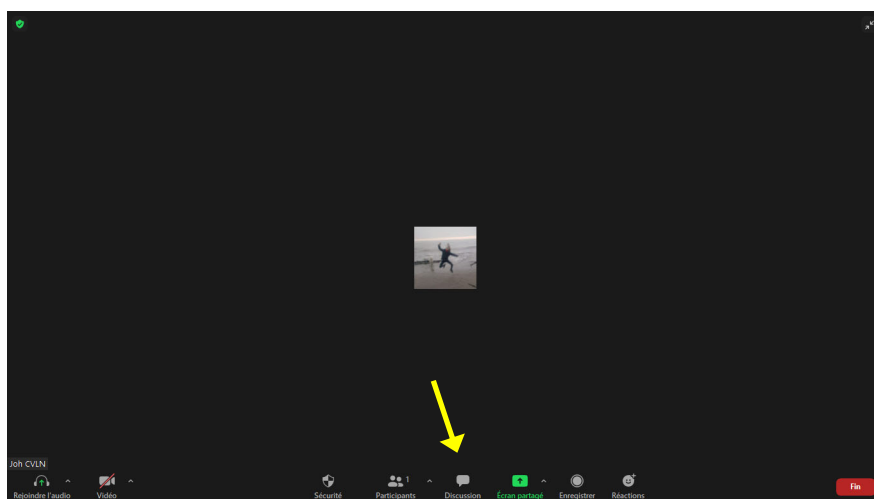 Joh CVLN
Rejoindre l'audio Vidéo Sécurité Participants 1 Discussion Écran partagé Enregistrer Réactions Fin